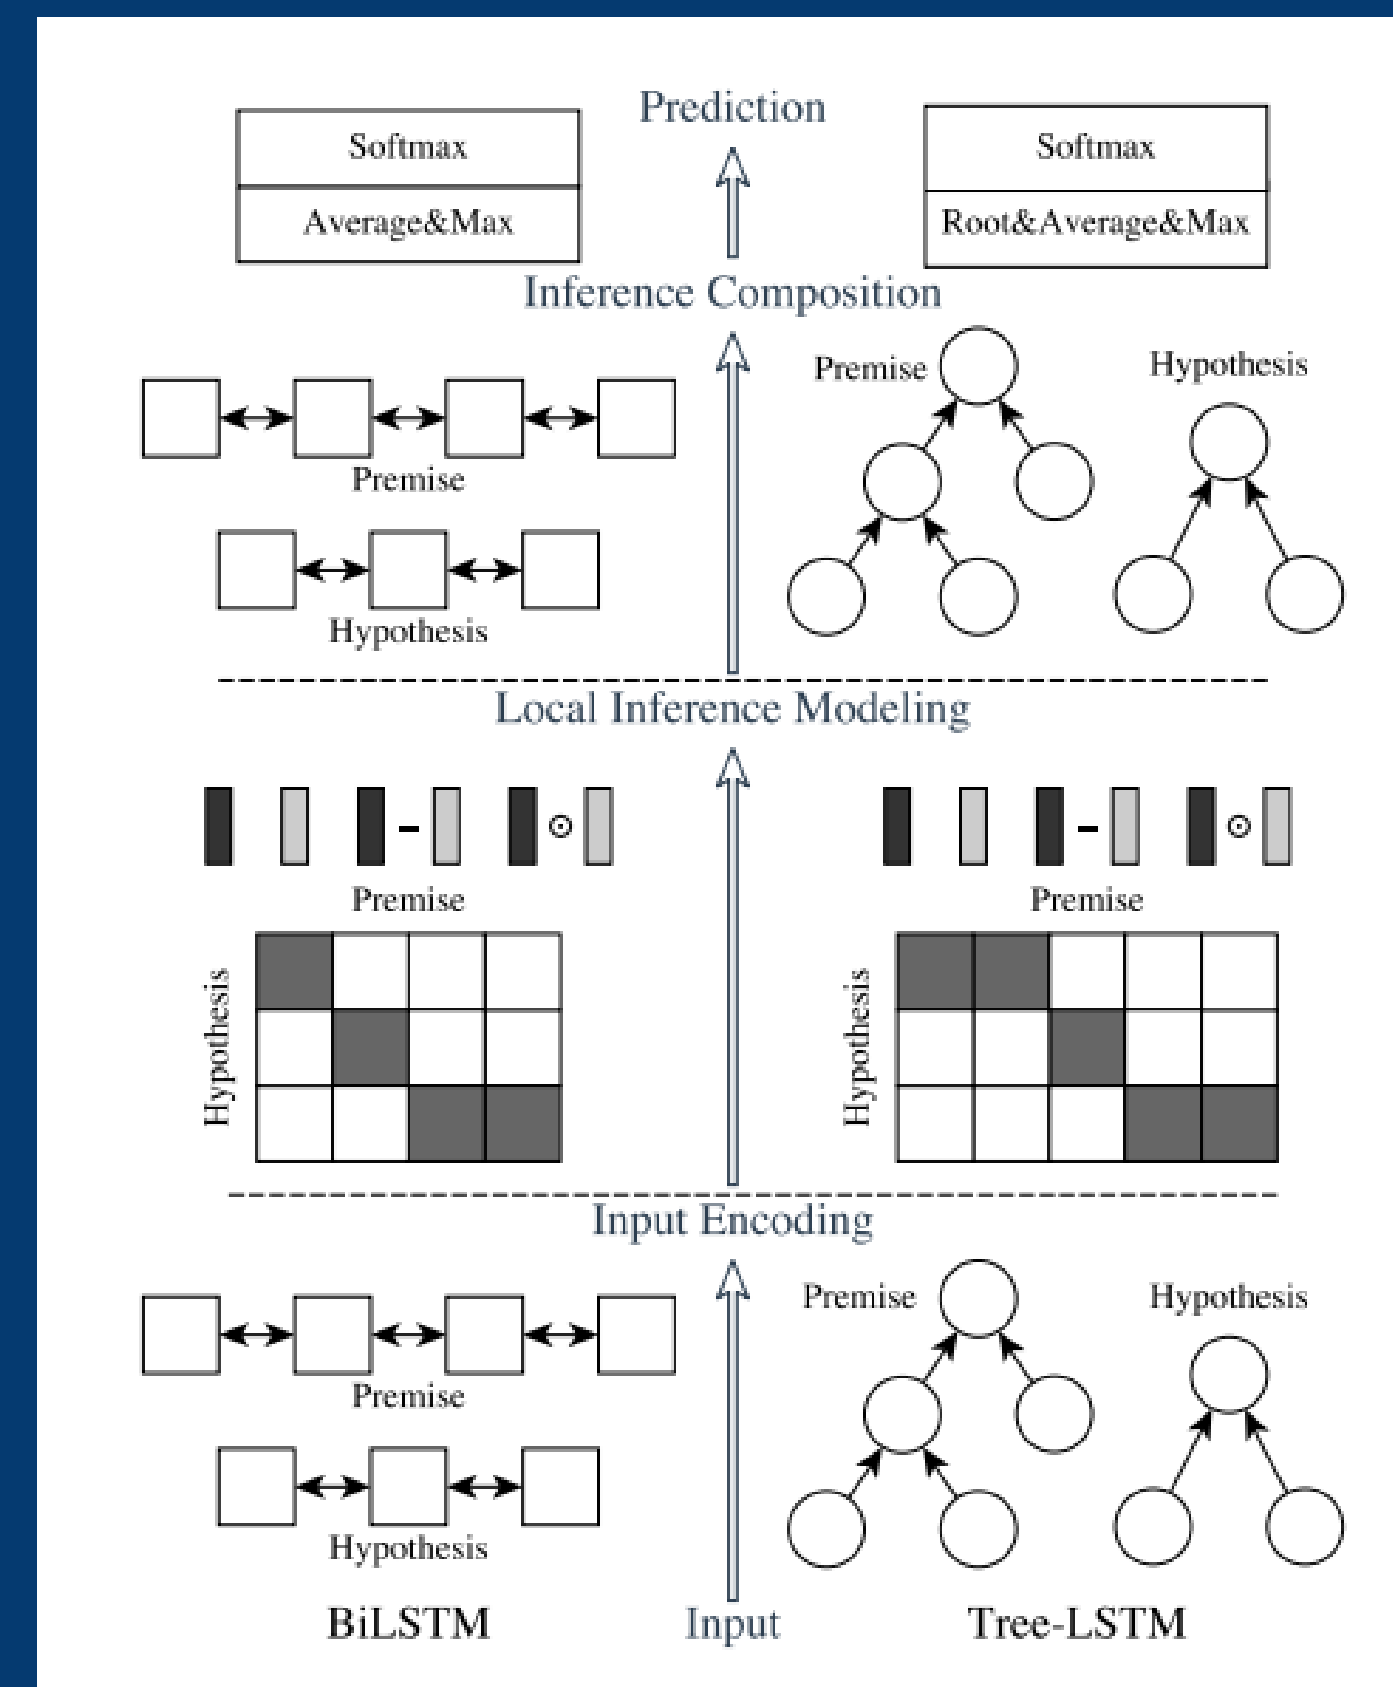 Prediction
Softmax
Average&Max
Softmax
Root&Average&Max
Inference Composition
Premise
Hypothesis
Premise
Hypothesis
Local Inference Modeling
Premise
Hypothesis
Premise
Hypothesis
Input Encoding
Premise
Hypothesis
Premise
Hypothesis
BiLSTM
Input
Tree-LSTM